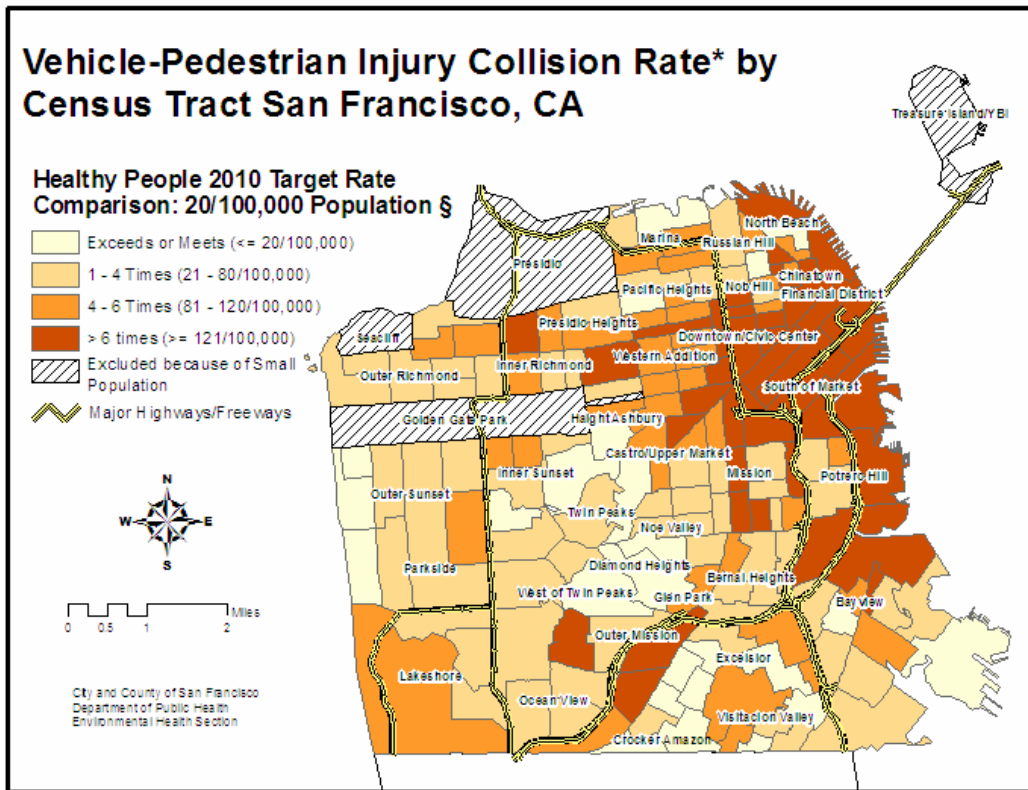 Vehicle-Pedestrian Injury Collision Rate* by
Census Tract San Francisco, CA
Healthy People 2010 Target Rate
Comparison: 20/100,000 Population §
Exceeds or Meets (<= 20/100,000)
1 - 4 Times (21 - 80/100,000)
4 - 6 Times (81 - 120/100,000)
> 6 times (>= 121/100,000)
Excluded because of Small
Population
Major Highways/Freeways
Treasure Island/YBI
North Beach
Marina
Russian Hill
Presidio
Chinatown
Pacific Heights
Nob Hill
Financial District
Seacliff
Presidio Heights
Downtown/Civic Center
Western Addition
Inner Richmond
Outer Richmond
South of Market
Golden Gate Park
Haight Ashbury
Castro/Upper Market
Inner Sunset
Mission
Potrero Hill
Outer Sunset
Twin Peaks
Noe Valley
Parkside
Diamond Heights
Bernal Heights
West of Twin Peaks
Glen Park
Bayview
Outer Mission
Excelsior
Lakeshore
Ocean View
Visitacion Valley
Crocker Amazon
N
W
E
S
Miles
0 0.5 1 2
City and County of San Francisco
Department of Public Health
Environmental Health Section